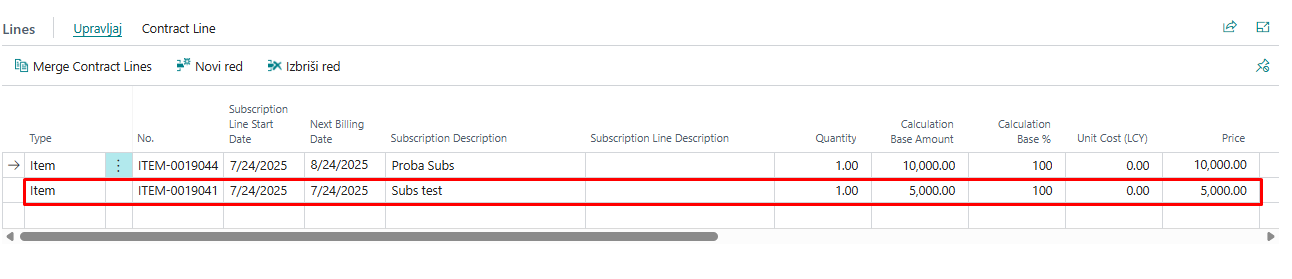 Lines Upravljaj Contract Line
Merge Contract Lines Novi red Izbriši red
Type No. Subscription Line Start Date Next Billing Date Subscription Description Subscription Line Description Quantity Calculation Base Amount Calculation Base % Unit Cost (LCY) Price
Item ITEM-0019044 7/24/2025 8/24/2025 Proba Subs 1.00 10,000.00 100 0.00 10,000.00
Item ITEM-0019041 7/24/2025 7/24/2025 Subs test 1.00 5,000.00 100 0.00 5,000.00